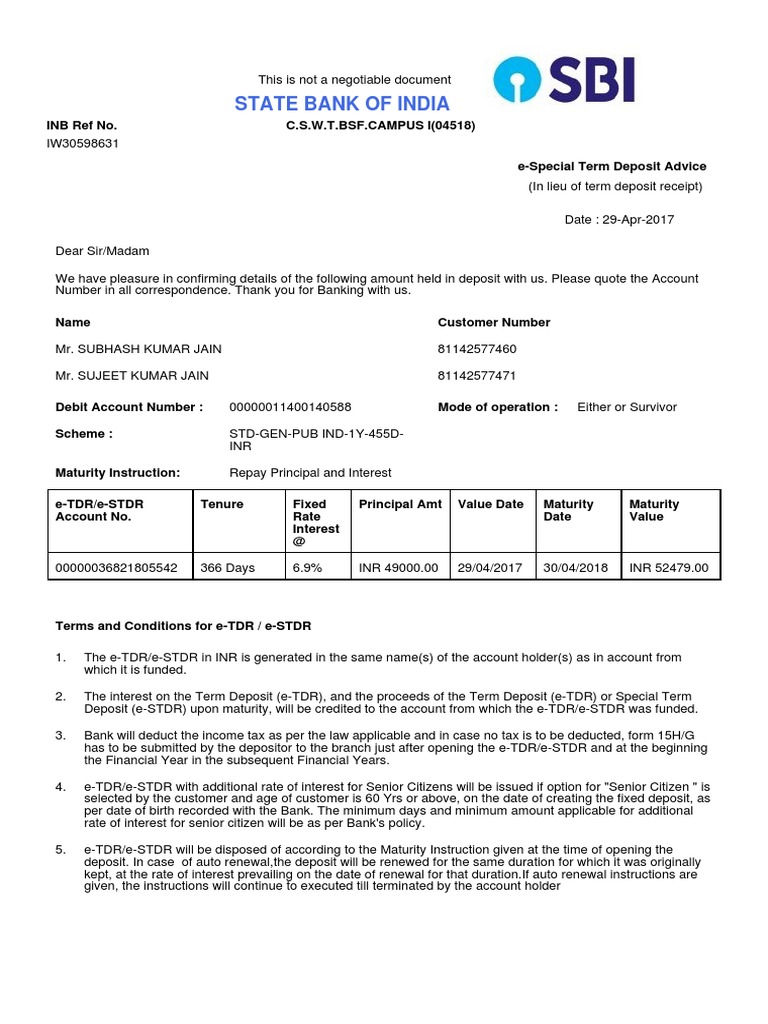 This is not a negotiable document
SBI
STATE BANK OF INDIA
INB Ref No.
C.S.W.T.BSF.CAMPUS I(04518)
IW30598631
e-Special Term Deposit Advice
(In lieu of term deposit receipt)
Date : 29-Apr-2017
Dear Sir/Madam
We have pleasure in confirming details of the following amount held in deposit with us. Please quote the Account
Number in all correspondence. Thank you for Banking with us.
Name Customer Number
Mr. SUBHASH KUMAR JAIN 81142577460
Mr. SUJEET KUMAR JAIN 81142577471
Debit Account Number : 00000011400140588 Mode of operation : Either or Survivor
Scheme : STD-GEN-PUB IND-1Y-455D-
INR
Maturity Instruction: Repay Principal and Interest
e-TDR/e-STDR Account No. Tenure Fixed Rate Interest @ Principal Amt Value Date Maturity Date Maturity Value
00000036821805542 366 Days 6.9% INR 49000.00 29/04/2017 30/04/2018 INR 52479.00
Terms and Conditions for e-TDR / e-STDR
1. The e-TDR/e-STDR in INR is generated in the same name(s) of the account holder(s) as in account from
which it is funded.
2. The interest on the Term Deposit (e-TDR), and the proceeds of the Term Deposit (e-TDR) or Special Term
Deposit (e-STDR) upon maturity, will be credited to the account from which the e-TDR/e-STDR was funded.
3. Bank will deduct the income tax as per the law applicable and in case no tax is to be deducted, form 15H/G
has to be submitted by the depositor to the branch just after opening the e-TDR/e-STDR and at the beginning
the Financial Year in the subsequent Financial Years.
4. e-TDR/e-STDR with additional rate of interest for Senior Citizens will be issued if option for "Senior Citizen " is
selected by the customer and age of customer is 60 Yrs or above, on the date of creating the fixed deposit, as
per date of birth recorded with the Bank. The minimum days and minimum amount applicable for additional
rate of interest for senior citizen will be as per Bank's policy.
5. e-TDR/e-STDR will be disposed of according to the Maturity Instruction given at the time of opening the
deposit. In case of auto renewal,the deposit will be renewed for the same duration for which it was originally
kept, at the rate of interest prevailing on the date of renewal for that duration.If auto renewal instructions are
given, the instructions will continue to executed till terminated by the account holder